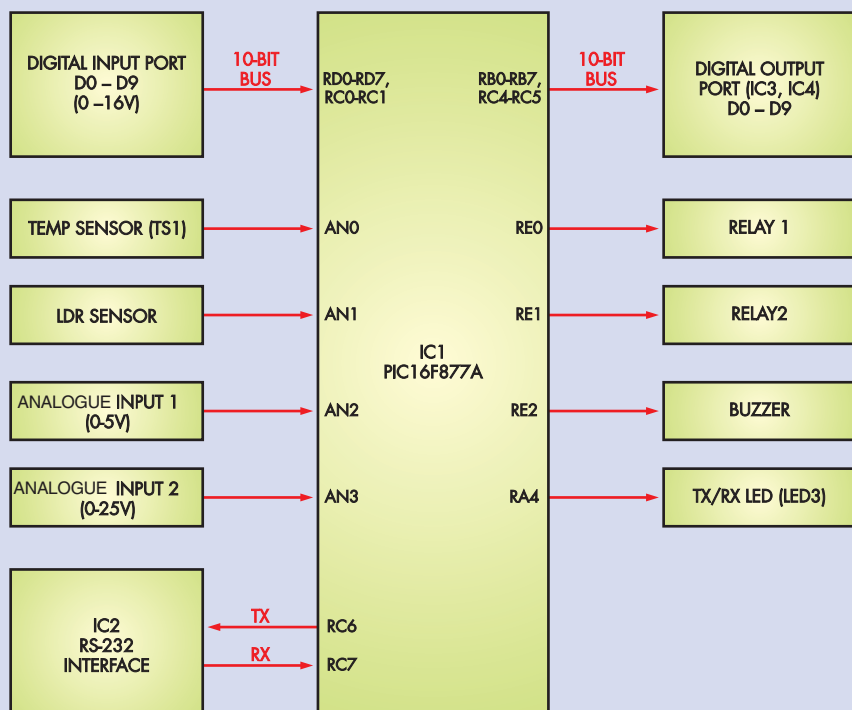 DIGITAL INPUT PORT
D0 – D9
(0 –16V)
10-BIT
BUS
RD0-RD7,
RC0-RC1
RB0-RB7,
RC4-RC5
10-BIT
BUS
DIGITAL OUTPUT
PORT (IC3, IC4)
D0 – D9
TEMP SENSOR (TS1)
AN0
RE0
RELAY 1
LDR SENSOR
AN1
RE1
RELAY2
IC1
PIC16F877A
ANALOGUE INPUT 1
(0-5V)
AN2
RE2
BUZZER
ANALOGUE INPUT 2
(0-25V)
AN3
RA4
TX/RX LED (LED3)
IC2
RS-232
INTERFACE
TX
RC6
RX
RC7